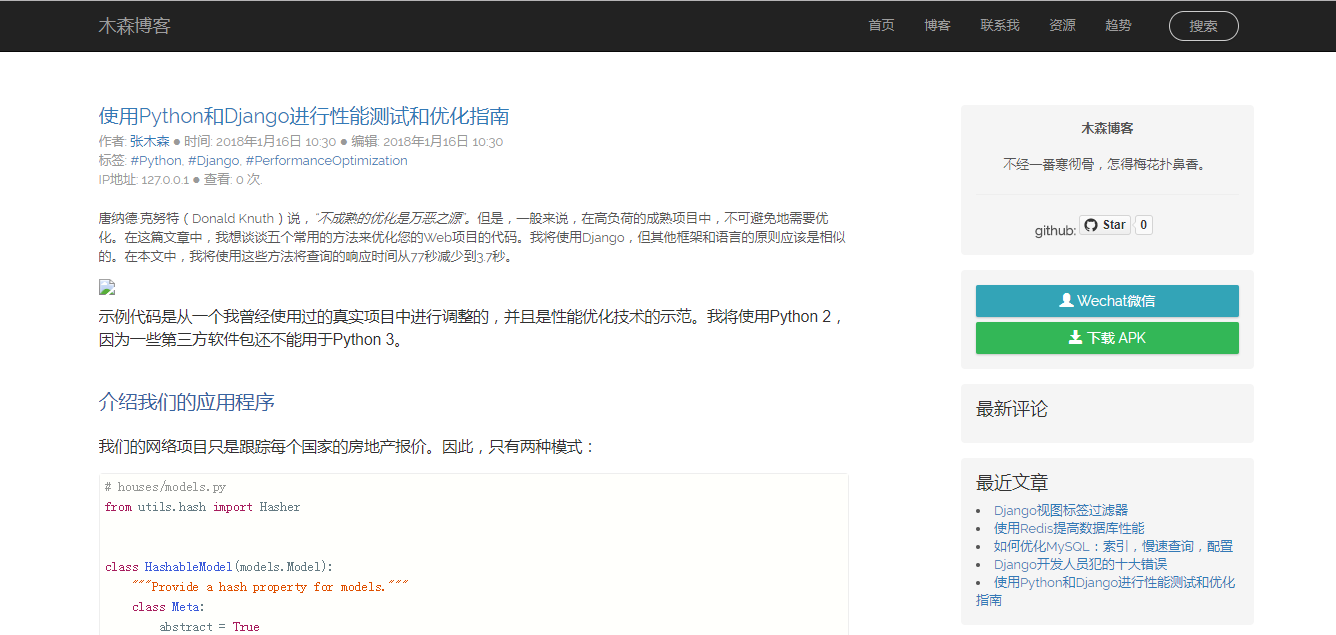 木森博客
首页 博客 联系我 资源 趋势 搜索
使用Python和Django进行性能测试和优化指南
作者: 张木森 ● 时间: 2018年1月16日 10:30 ● 编辑: 2018年1月16日 10:30
标签: #Python, #Django, #PerformanceOptimization
IP地址: 127.0.0.1 ● 查看: 0 次.
唐纳德·克努特（Donald Knuth）说，“不成熟的优化是万恶之源”。但是，一般来说，在高负荷的成熟项目中，不可避免地需要优
化。在这篇文章中，我想谈谈五个常用的方法来优化您的Web项目的代码。我将使用Django，但其他框架和语言的原则应该是相似
的。在本文中，我将使用这些方法将查询的响应时间从77秒减少到3.7秒。
示例代码是从一个我曾经使用过的真实项目中进行调整的，并且是性能优化技术的示范。我将使用Python 2，
因为一些第三方软件包还不能用于Python 3。
介绍我们的应用程序
我们的网络项目只是跟踪每个国家的房地产报价。因此，只有两种模式：
# houses/models.py
from utils.hash import Hasher
class HashableModel(models.Model):
"""Provide a hash property for models."""
class Meta:
abstract = True
木森博客
不经一番寒彻骨，怎得梅花扑鼻香。
github: Star 0
Wechat微信
下载 APK
最新评论
最近文章
• Django视图标签过滤器
• 使用Redis提高数据库性能
• 如何优化MySQL：索引，慢速查询，配置
• Django开发人员犯的十大错误
• 使用Python和Django进行性能测试和优化
指南